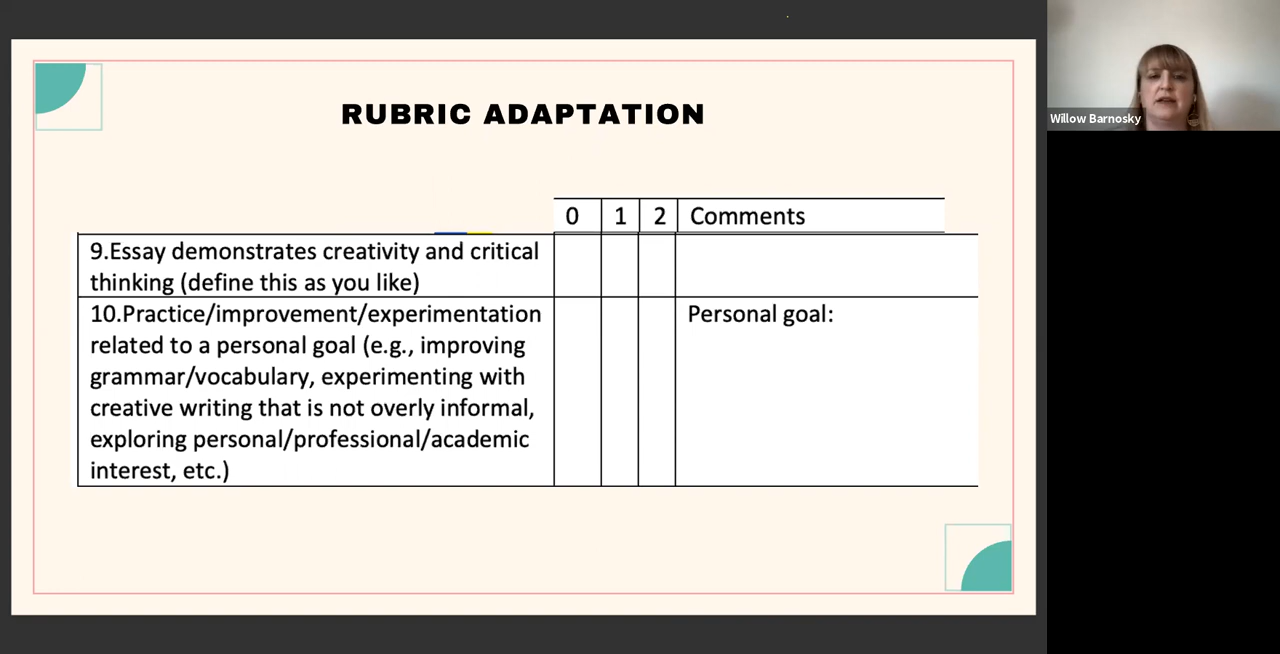 RUBRIC ADAPTATION
Willow Barnosky
0 1 2 Comments
9.Essay demonstrates creativity and critical
thinking (define this as you like)
10.Practice/improvement/experimentation
related to a personal goal (e.g., improving
grammar/vocabulary, experimenting with
creative writing that is not overly informal,
exploring personal/professional/academic
interest, etc.)
Personal goal: